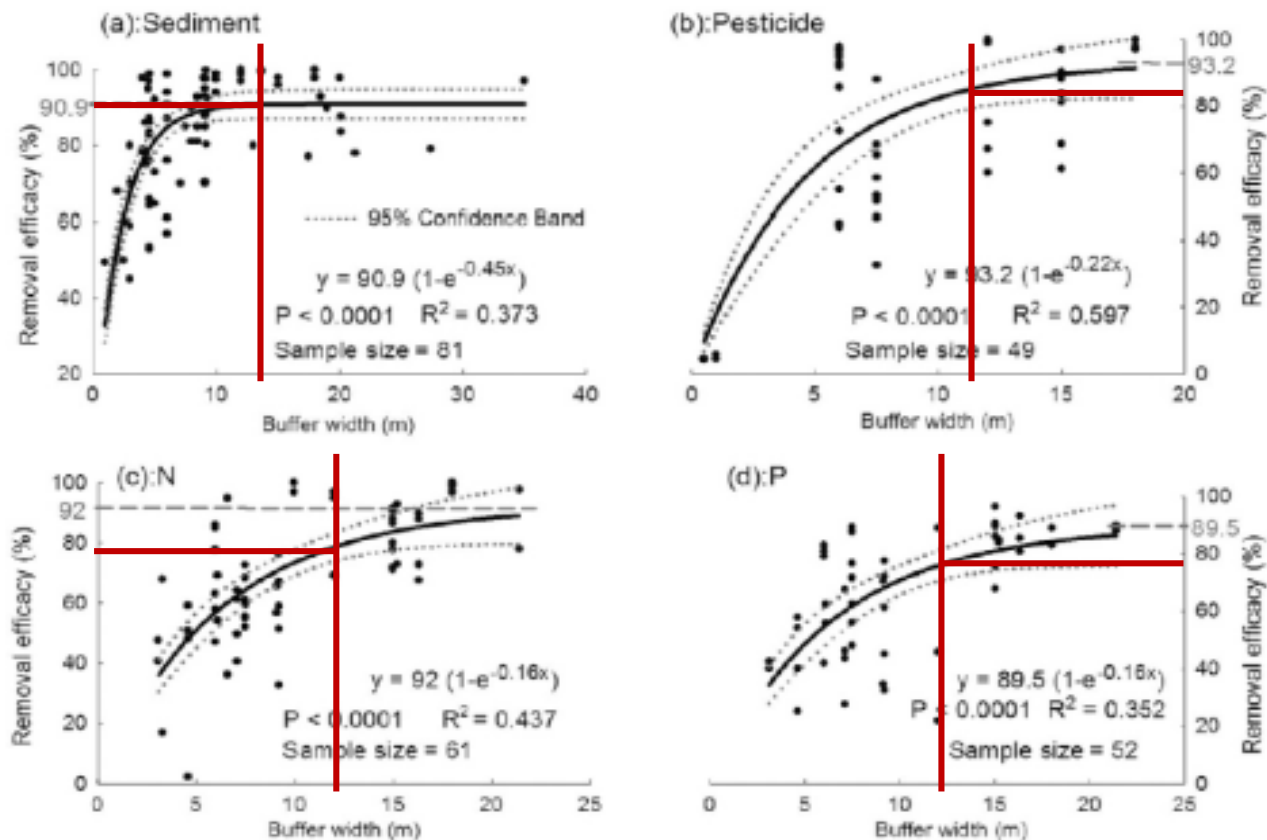 (a):Sediment
100
90.9
80
60
40
20
Removal efficacy (%)
95% Confidence Band
y = 90.9 (1-e^-0.45x)
P < 0.0001 R² = 0.373
Sample size = 81
0 10 20 30 40
Buffer width (m)
(b):Pesticide
100
93.2
80
60
40
20
0
Removal efficacy (%)
y = 93.2 (1-e^-0.22x)
P < 0.0001 R² = 0.597
Sample size = 49
0 5 10 15 20
Buffer width (m)
(c):N
100
92
80
60
40
20
0
Removal efficacy (%)
y = 92 (1-e^-0.16x)
P < 0.0001 R² = 0.437
Sample size = 61
0 5 10 15 20 25
Buffer width (m)
(d):P
100
89.5
80
60
40
20
0
Removal efficacy (%)
y = 89.5 (1-e^-0.16x)
P < 0.0001 R² = 0.352
Sample size = 52
0 5 10 15 20 25
Buffer width (m)